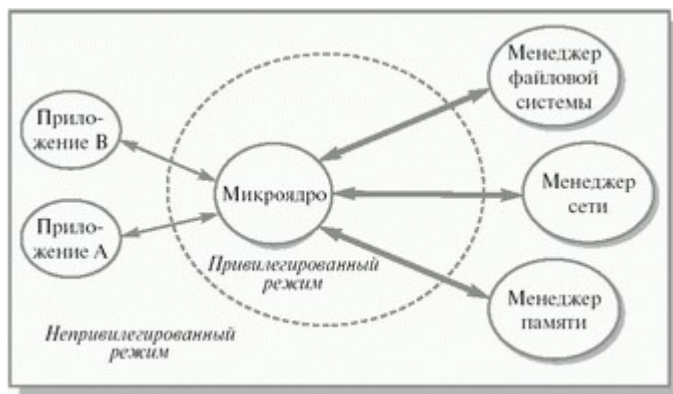 Менеджер
файловой
системы
Прило-
жение В
Микроядро
Менеджер
сети
Прило-
жение А
Привилегированный
режим
Менеджер
памяти
Непривилегированный
режим